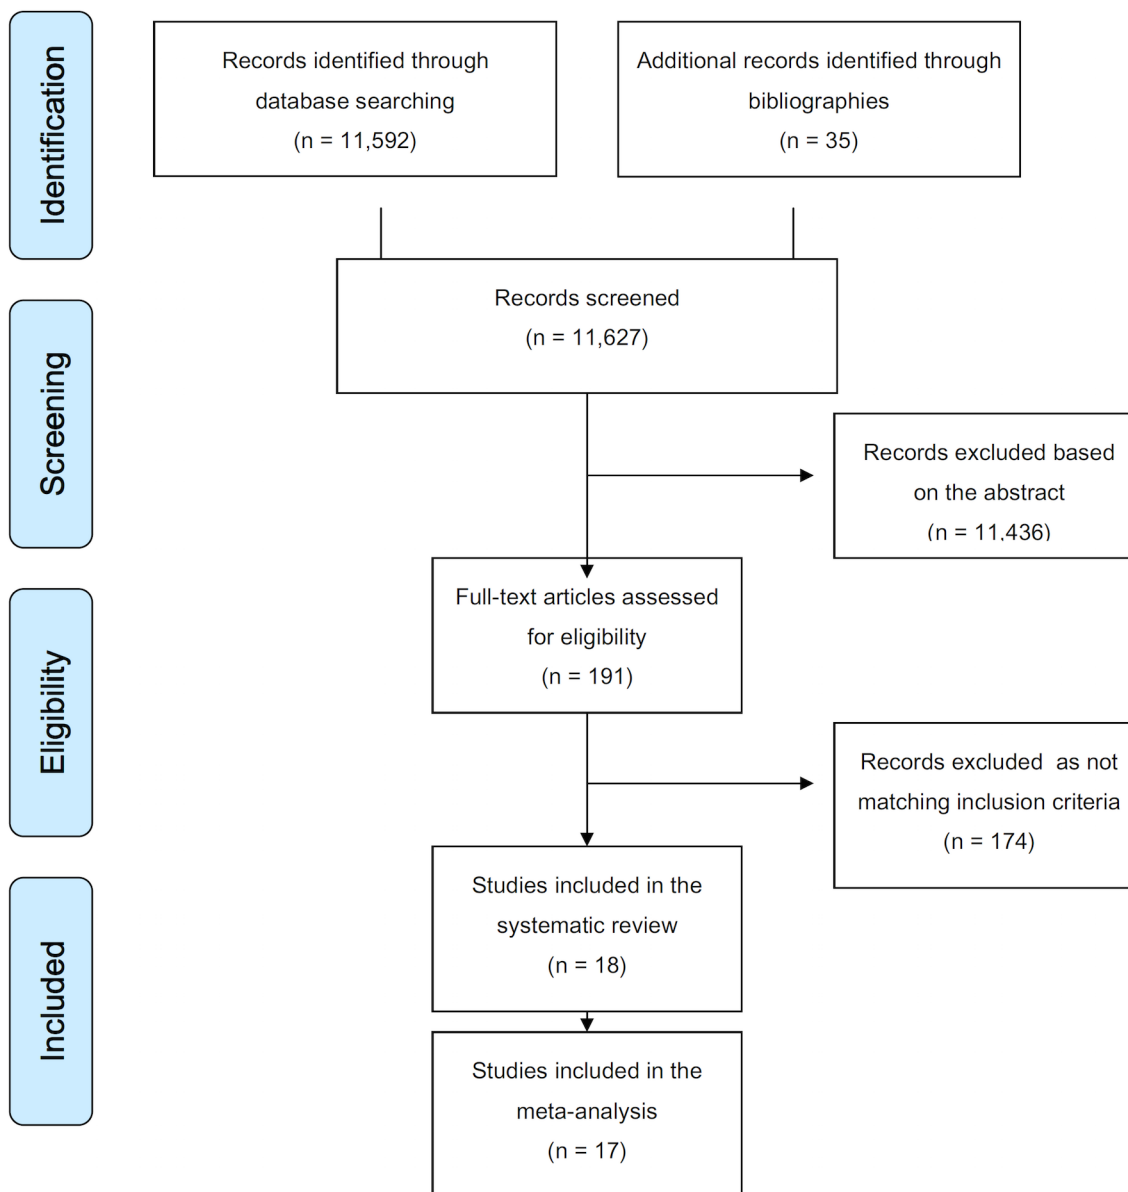 Identification
Records identified through
database searching
(n = 11,592)
Additional records identified through
bibliographies
(n = 35)
Screening
Records screened
(n = 11,627)
Records excluded based
on the abstract
(n = 11,436)
Eligibility
Full-text articles assessed
for eligibility
(n = 191)
Records excluded  as not
matching inclusion criteria
(n = 174)
Included
Studies included in the
systematic review
(n = 18)
Studies included in the
meta-analysis
(n = 17)